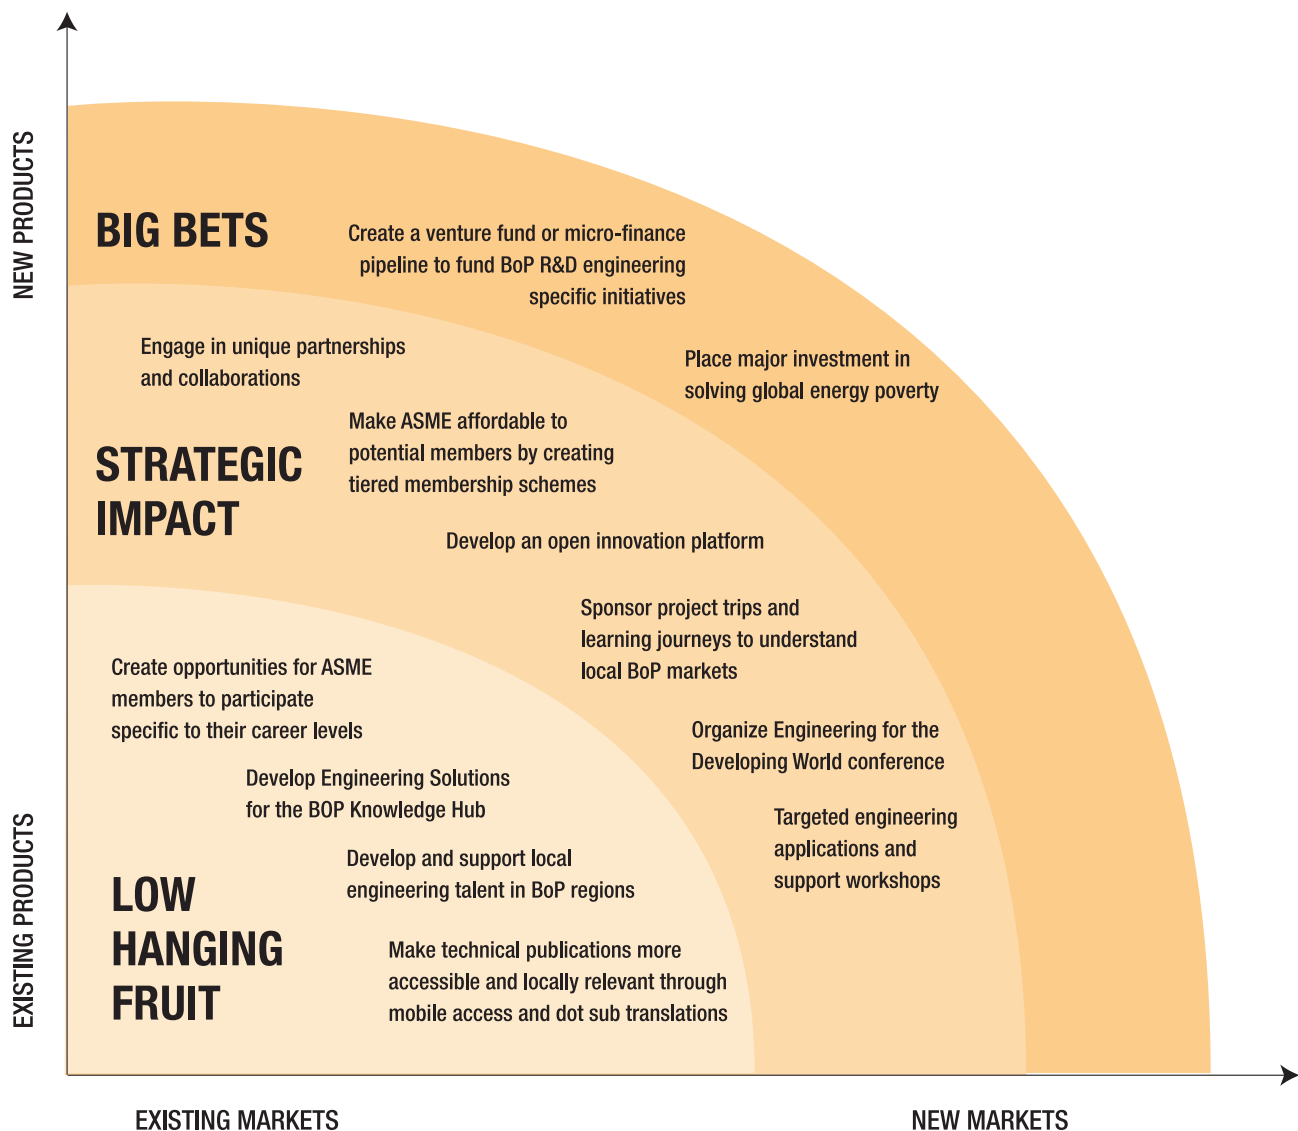 NEW PRODUCTS
BIG BETS
Create a venture fund or micro-finance
pipeline to fund BoP R&D engineering
specific initiatives
Place major investment in
solving global energy poverty
Engage in unique partnerships
and collaborations
STRATEGIC
IMPACT
Make ASME affordable to
potential members by creating
tiered membership schemes
Develop an open innovation platform
Sponsor project trips and
learning journeys to understand
local BoP markets
Organize Engineering for the
Developing World conference
Targeted engineering
applications and
support workshops
EXISTING PRODUCTS
Create opportunities for ASME
members to participate
specific to their career levels
Develop Engineering Solutions
for the BOP Knowledge Hub
Develop and support local
engineering talent in BoP regions
LOW
HANGING
FRUIT
Make technical publications more
accessible and locally relevant through
mobile access and dot sub translations
EXISTING MARKETS
NEW MARKETS